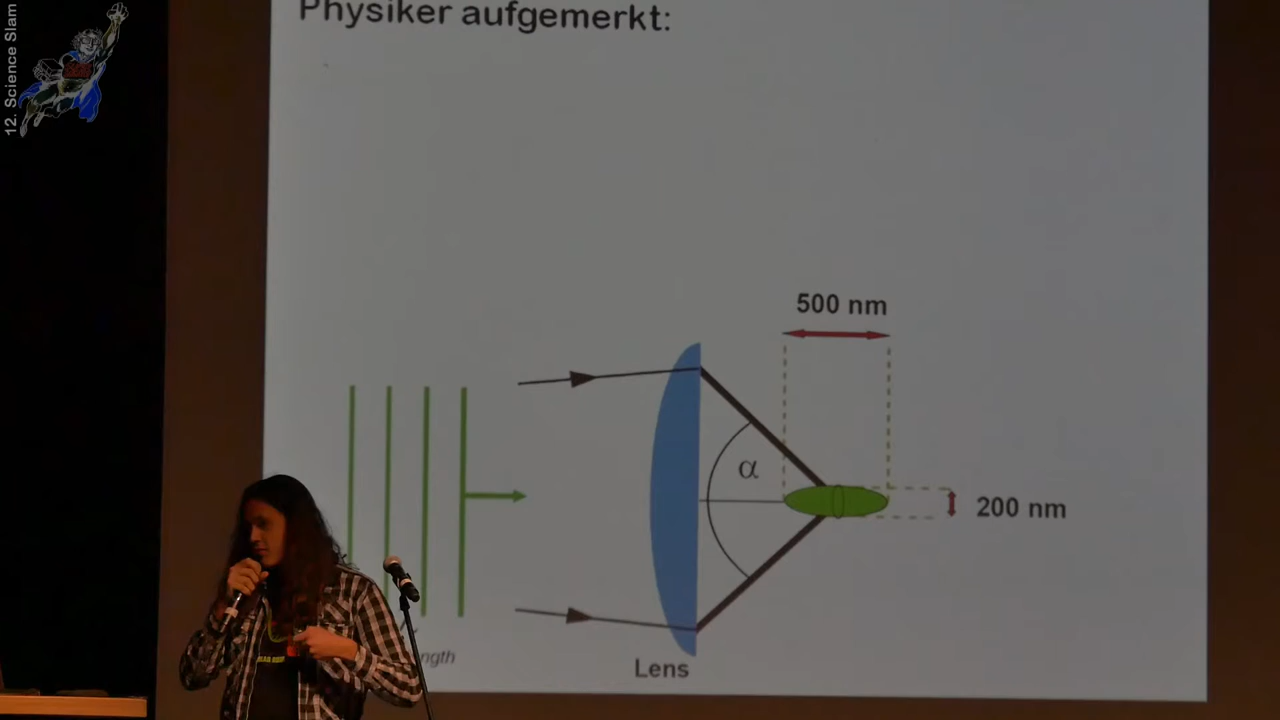 12. Science Slam
Physiker aufgemerkt:
500 nm
α
200 nm
Lens